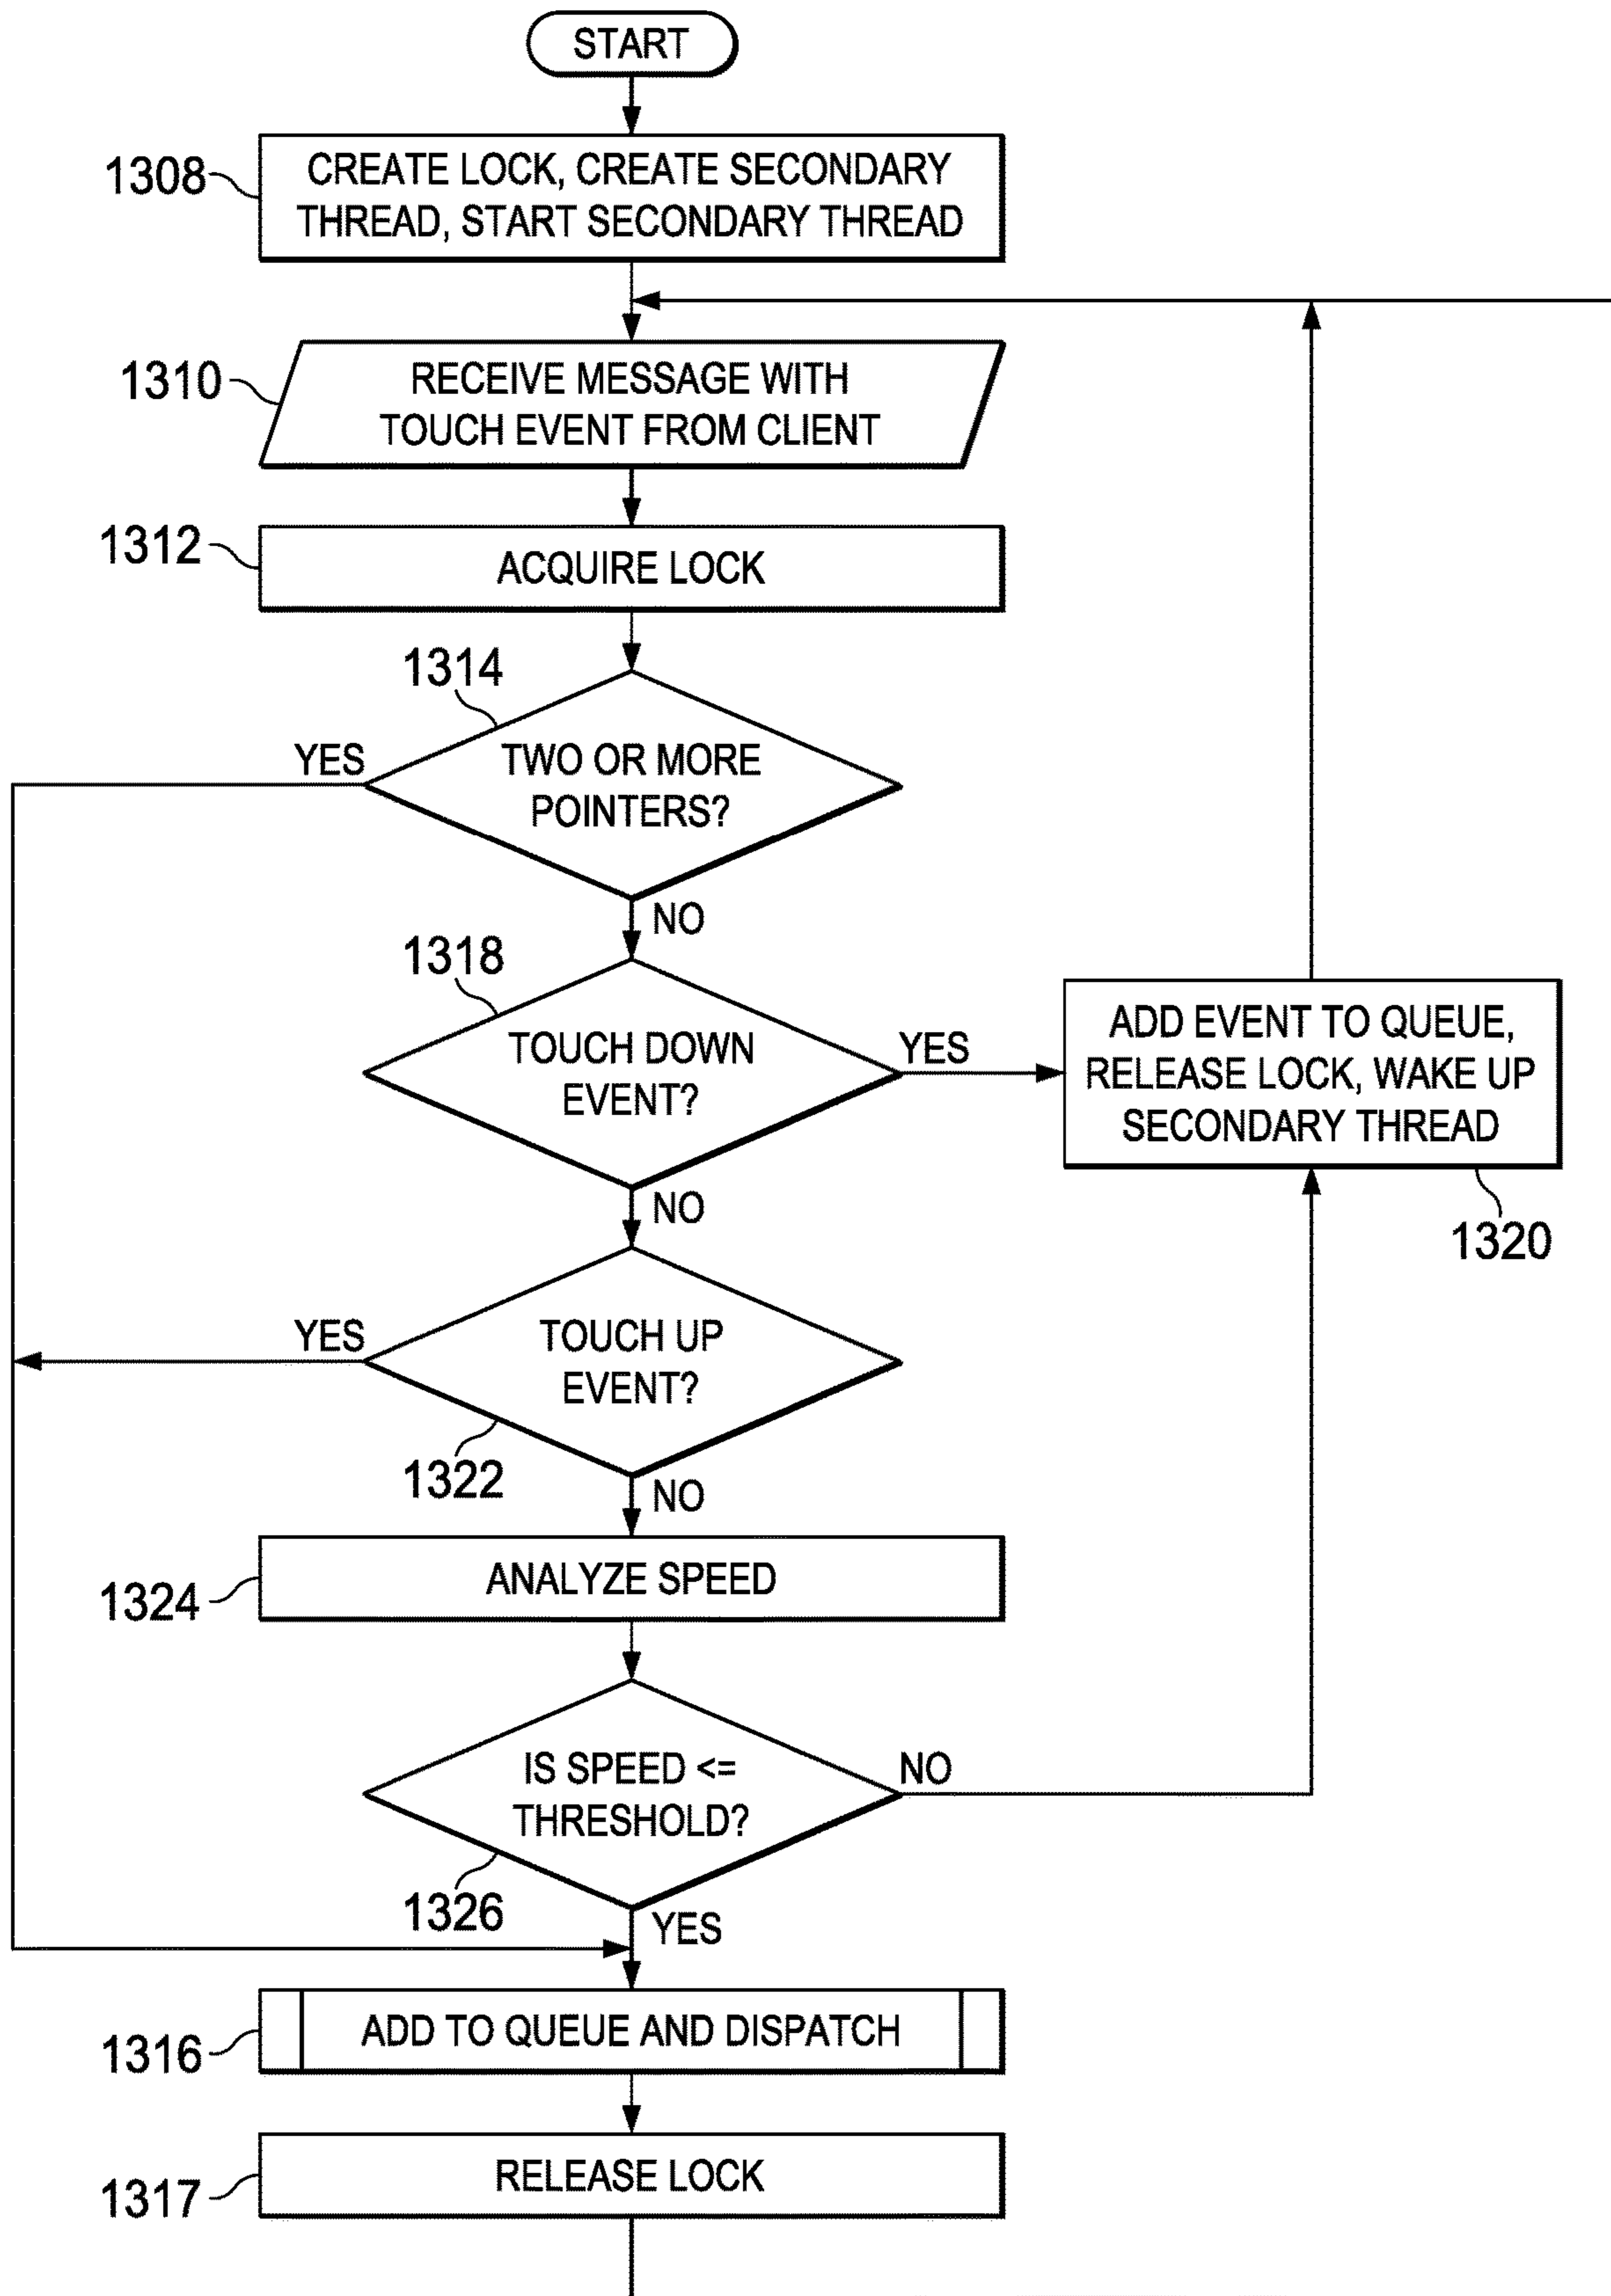 START
1308
CREATE LOCK, CREATE SECONDARY
THREAD, START SECONDARY THREAD
1310
RECEIVE MESSAGE WITH
TOUCH EVENT FROM CLIENT
1312
ACQUIRE LOCK
1314
YES
TWO OR MORE
POINTERS?
NO
1318
TOUCH DOWN
EVENT?
YES
ADD EVENT TO QUEUE,
RELEASE LOCK, WAKE UP
SECONDARY THREAD
1320
NO
YES
TOUCH UP
EVENT?
1322
NO
1324
ANALYZE SPEED
IS SPEED <=
THRESHOLD?
NO
1326
YES
1316
ADD TO QUEUE AND DISPATCH
1317
RELEASE LOCK